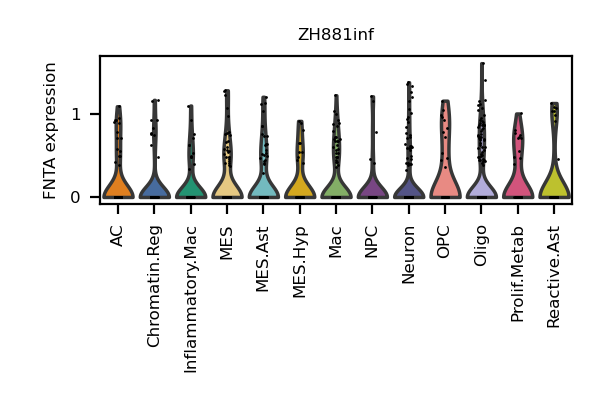 ZH881inf
FNTA expression
1
0
AC
Chromatin.Reg
Inflammatory.Mac
MES
MES.Ast
MES.Hyp
Mac
NPC
Neuron
OPC
Oligo
Prolif.Metab
Reactive.Ast